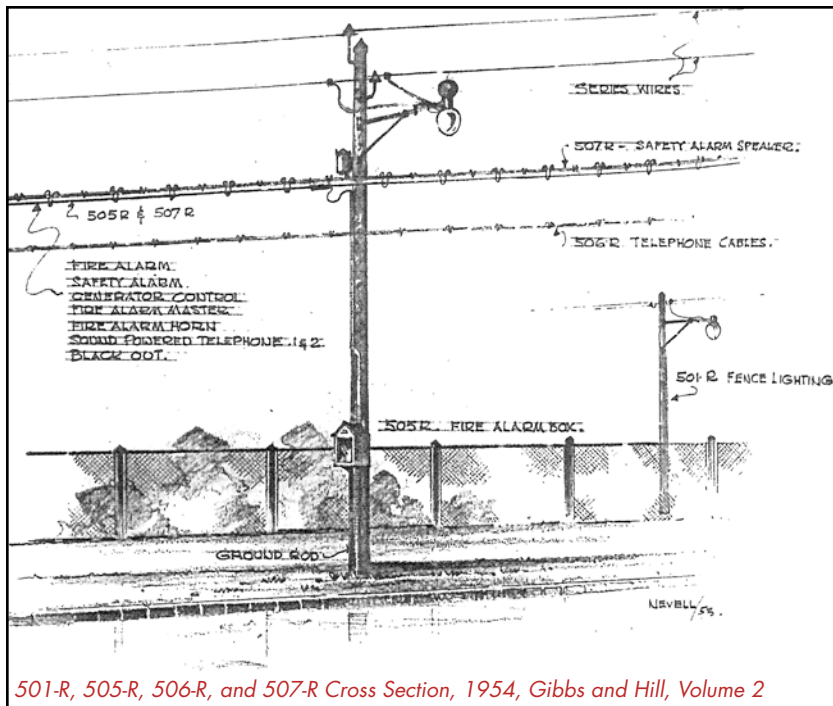 SERIES WIRES
507R - SAFETY ALARM SPEAKER.
505R & 507R
506R TELEPHONE CABLES.
FIRE ALARM
SAFETY ALARM
GENERATOR CONTROL
FIRE ALARM MASTER
FIRE ALARM HORN
SOUND POWERED TELEPHONE 1&2
BLACK OUT.
501-R FENCE LIGHTING
505R FIRE ALARM BOX.
GROUND ROD
NEVELL/55.
501-R, 505-R, 506-R, and 507-R Cross Section, 1954, Gibbs and Hill, Volume 2